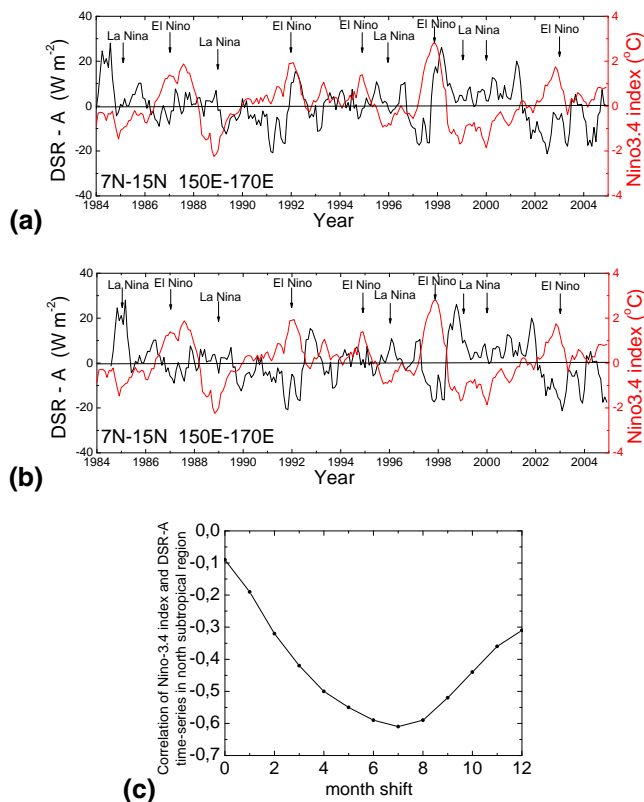 La Nina
El Nino
La Nina
El Nino
El Nino
La Nina
El Nino
La Nina
El Nino
40
20
0
-20
-40
DSR - A (W m-2)
4
2
0
-2
-4
Nino3.4 index (°C)
7N-15N 150E-170E
1984 1986 1988 1990 1992 1994 1996 1998 2000 2002 2004
Year
(a)
La Nina
El Nino
La Nina
El Nino
El Nino
La Nina
El Nino
La Nina
El Nino
40
20
0
-20
-40
DSR - A (W m-2)
4
2
0
-2
-4
Nino3.4 index (°C)
7N-15N 150E-170E
1984 1986 1988 1990 1992 1994 1996 1998 2000 2002 2004
Year
(b)
Correlation of Nino-3.4 index and DSR-A
time-series in north subtropical region
0,0
-0,1
-0,2
-0,3
-0,4
-0,5
-0,6
-0,7
0 2 4 6 8 10 12
month shift
(c)